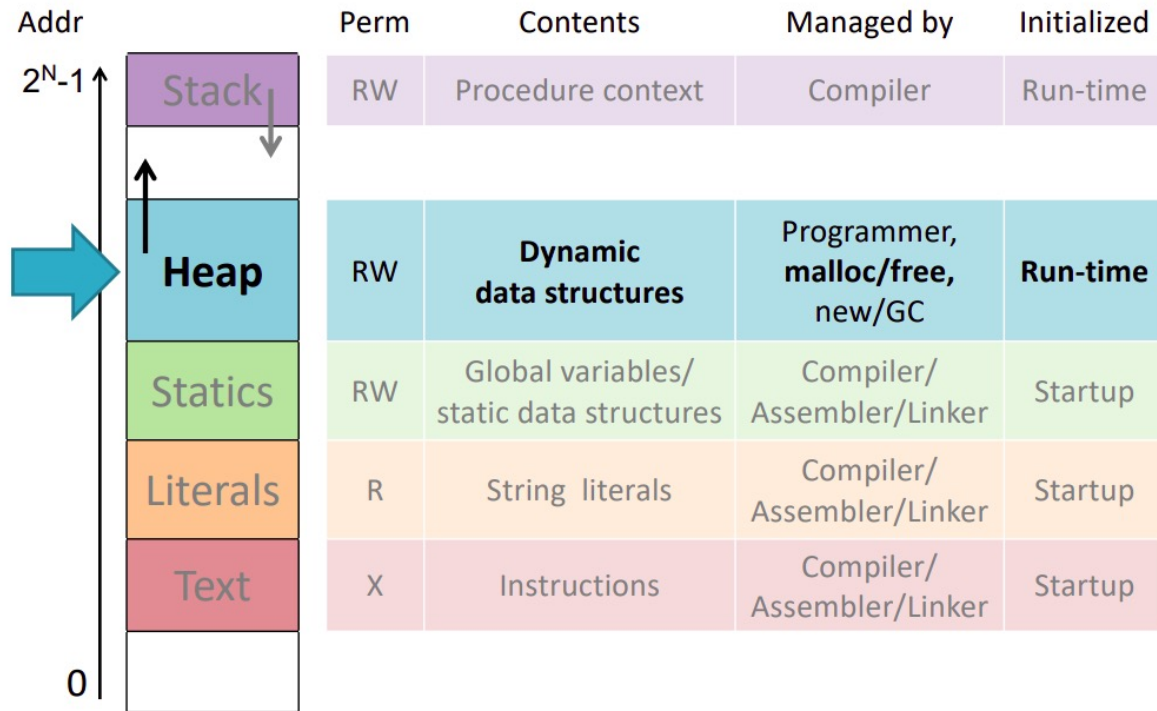 Addr Perm Contents Managed by Initialized
2ᴺ-1 Stack RW Procedure context Compiler Run-time
Heap RW Dynamic
data structures Programmer,
malloc/free,
new/GC Run-time
Statics RW Global variables/
static data structures Compiler/
Assembler/Linker Startup
Literals R String literals Compiler/
Assembler/Linker Startup
Text X Instructions Compiler/
Assembler/Linker Startup
0